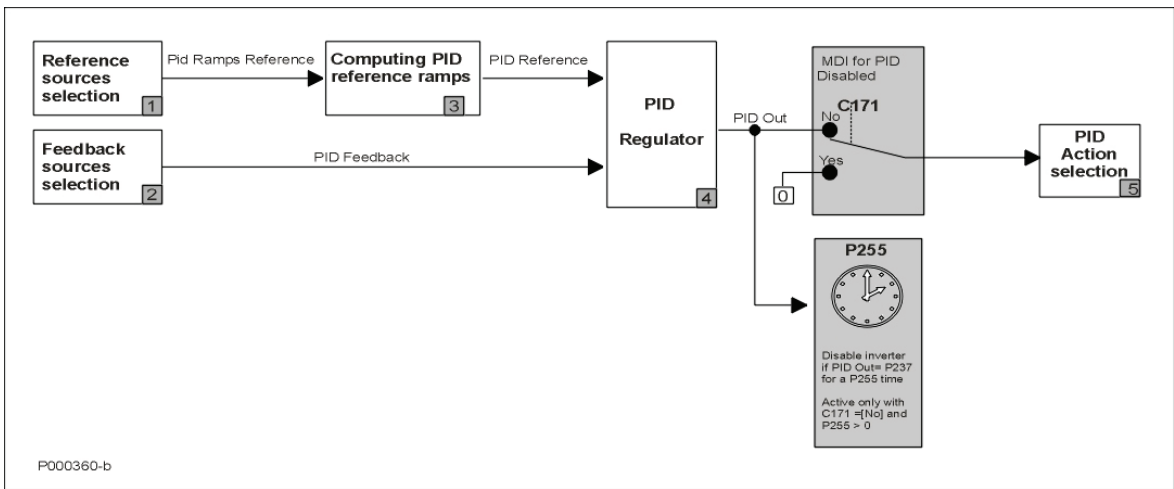 Reference
sources
selection
1
Pid Ramps Reference
Computing PID
reference ramps
3
PID Reference
Feedback
sources
selection
2
PID Feedback
PID
Regulator
4
PID Out
MDI for PID
Disabled
C171
No
Yes
0
PID
Action
selection
5
P255
Disable inverter
if PID Out= P237
for a P255 time
Active only with
C171 =[No] and
P255 > 0
P000360-b